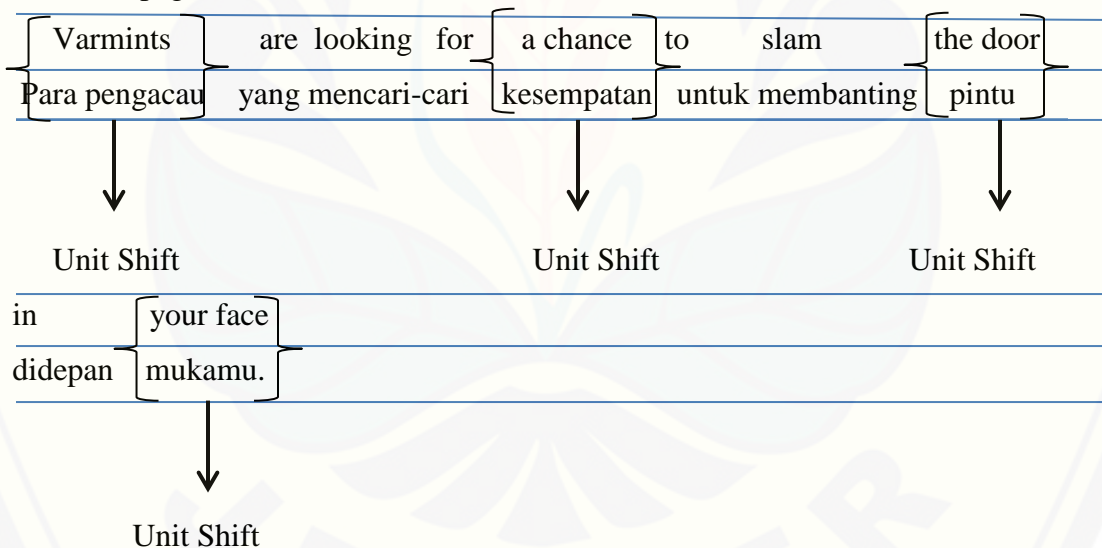 Varmints are looking for a chance to slam the door
Para pengacau yang mencari-cari kesempatan untuk membanting pintu
Unit Shift Unit Shift Unit Shift
in your face
didepan mukamu.
Unit Shift